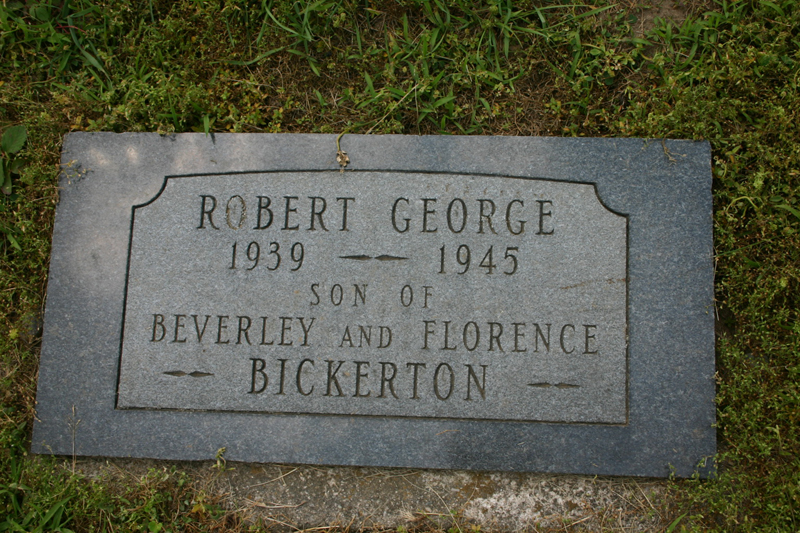 ROBERT GEORGE
1939 — 1945
SON OF
BEVERLEY AND FLORENCE
BICKERTON